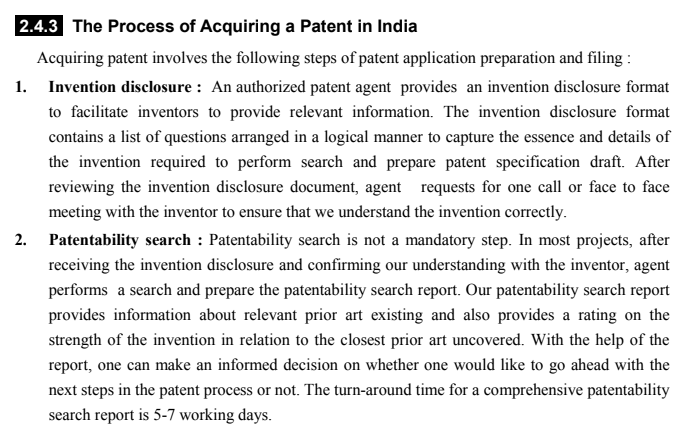 2.4.3 The Process of Acquiring a Patent in India
Acquiring patent involves the following steps of patent application preparation and filing :
1. Invention disclosure : An authorized patent agent provides an invention disclosure format
to facilitate inventors to provide relevant information. The invention disclosure format
contains a list of questions arranged in a logical manner to capture the essence and details of
the invention required to perform search and prepare patent specification draft. After
reviewing the invention disclosure document, agent requests for one call or face to face
meeting with the inventor to ensure that we understand the invention correctly.
2. Patentability search : Patentability search is not a mandatory step. In most projects, after
receiving the invention disclosure and confirming our understanding with the inventor, agent
performs a search and prepare the patentability search report. Our patentability search report
provides information about relevant prior art existing and also provides a rating on the
strength of the invention in relation to the closest prior art uncovered. With the help of the
report, one can make an informed decision on whether one would like to go ahead with the
next steps in the patent process or not. The turn-around time for a comprehensive patentability
search report is 5-7 working days.